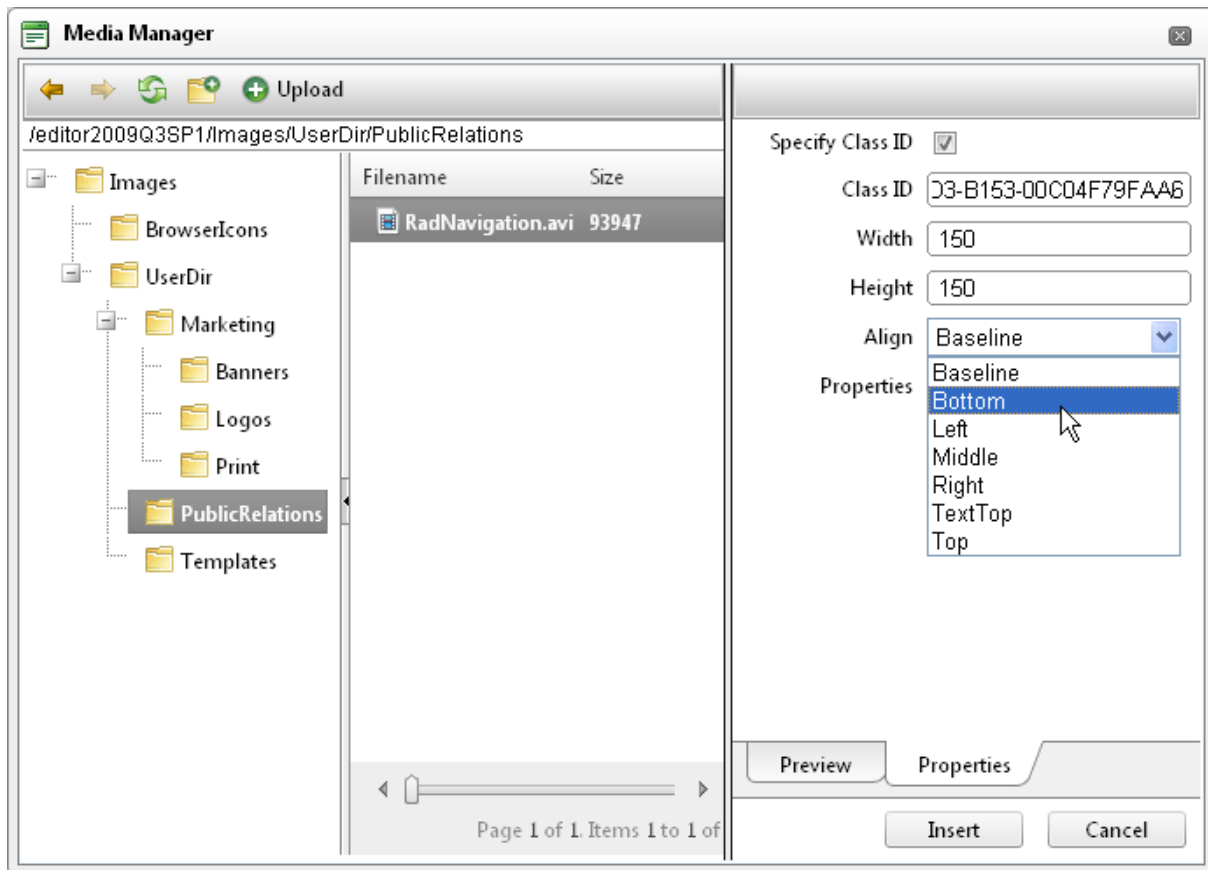 Media Manager
Upload
/editor2009Q3SP1/Images/UserDir/PublicRelations
Images
BrowserIcons
UserDir
Marketing
Banners
Logos
Print
PublicRelations
Templates
Filename Size
RadNavigation.avi 93947
Page 1 of 1. Items 1 to 1 of
Specify Class ID
Class ID D3-B153-00C04F79FAA6
Width 150
Height 150
Align Baseline
Properties
Baseline
Bottom
Left
Middle
Right
TextTop
Top
Preview Properties
Insert Cancel